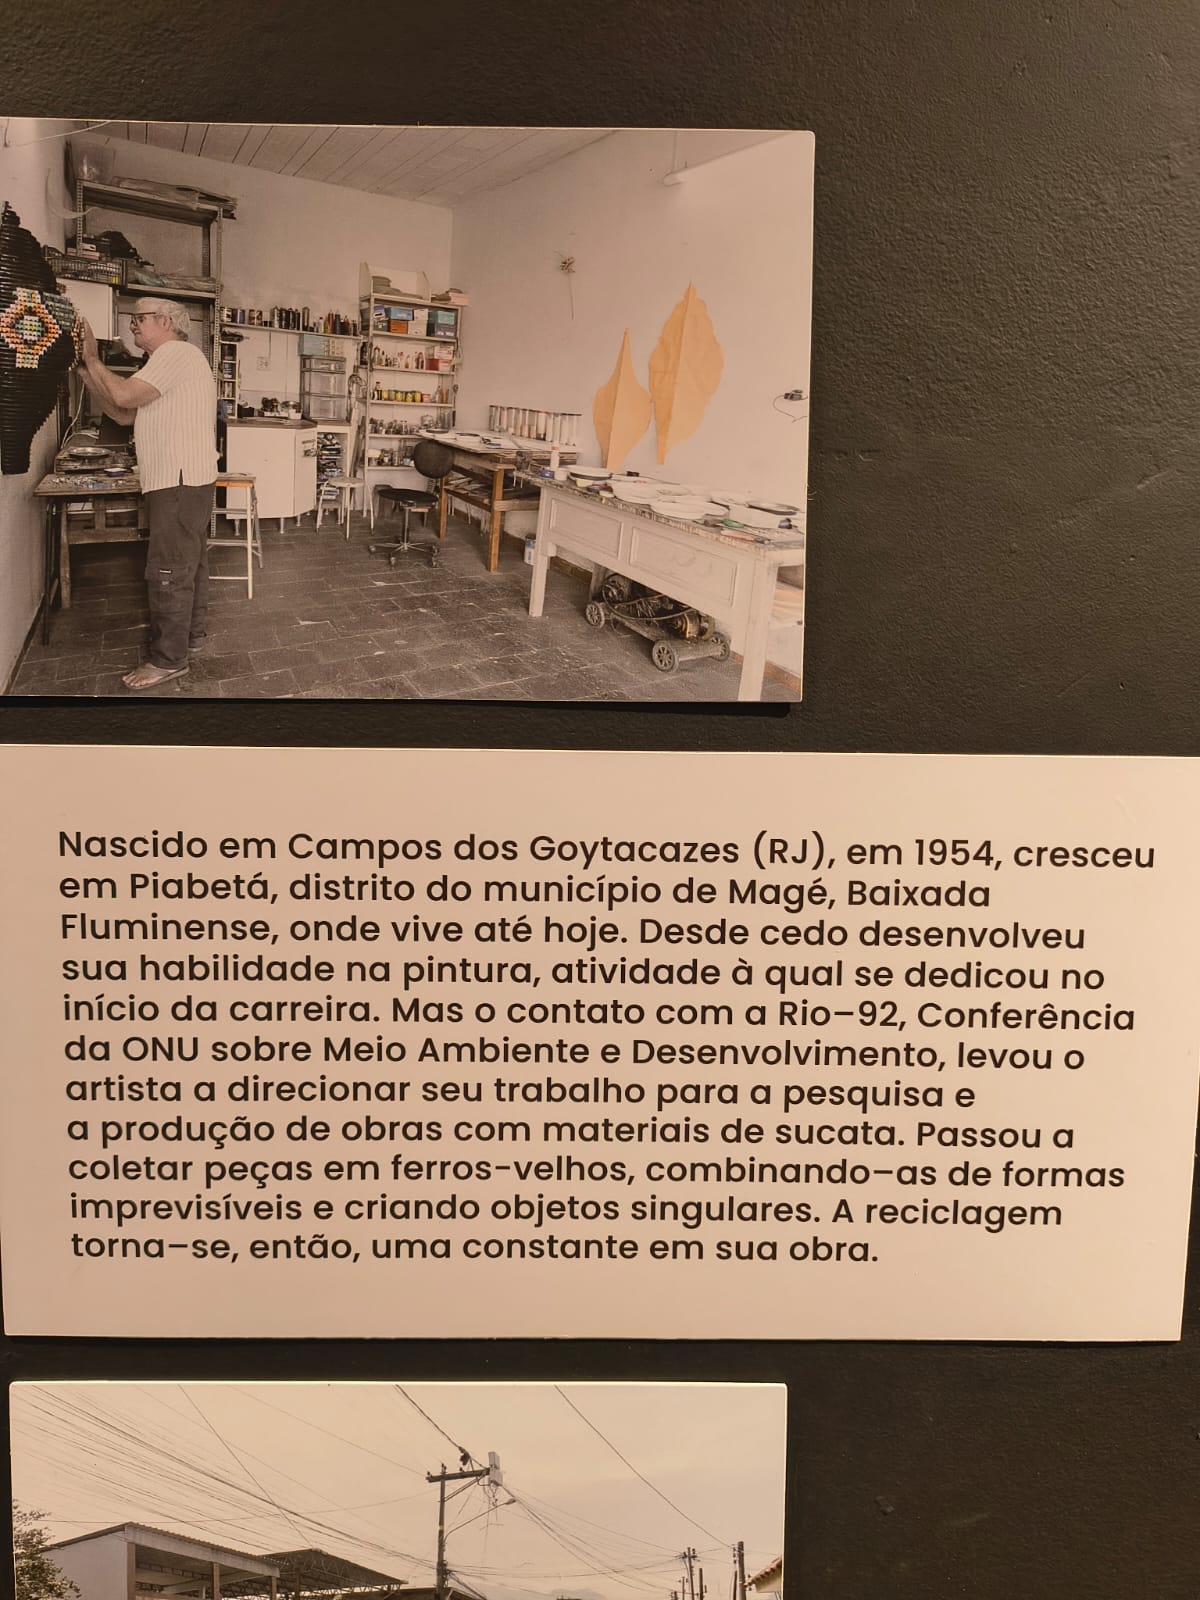 Nascido em Campos dos Goytacazes (RJ), em 1954, cresceu
em Piabetá, distrito do município de Magé, Baixada
Fluminense, onde vive até hoje. Desde cedo desenvolveu
sua habilidade na pintura, atividade à qual se dedicou no
início da carreira. Mas o contato com a Rio–92, Conferência
da ONU sobre Meio Ambiente e Desenvolvimento, levou o
artista a direcionar seu trabalho para a pesquisa e
a produção de obras com materiais de sucata. Passou a
coletar peças em ferros-velhos, combinando–as de formas
imprevisíveis e criando objetos singulares. A reciclagem
torna–se, então, uma constante em sua obra.